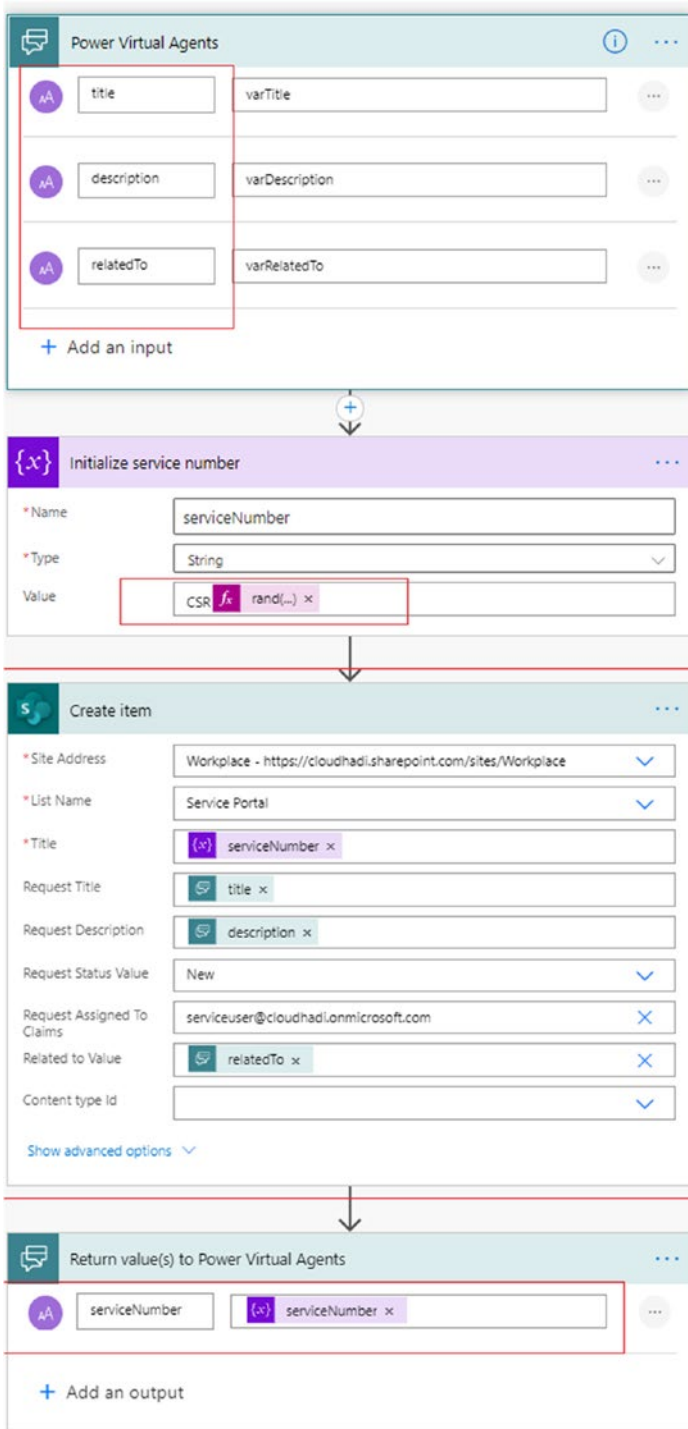 Power Virtual Agents
title varTitle
description varDescription
relatedTo varRelatedTo
+ Add an input
{x} Initialize service number
*Name serviceNumber
*Type String
Value CSR fx rand(...) ×
S Create item
*Site Address Workplace - https://cloudhadi.sharepoint.com/sites/Workplace
*List Name Service Portal
*Title {x} serviceNumber ×
Request Title title ×
Request Description description ×
Request Status Value New
Request Assigned To serviceuser@cloudhadi.onmicrosoft.com
Claims
Related to Value relatedTo ×
Content type Id
Show advanced options
Return value(s) to Power Virtual Agents
serviceNumber {x} serviceNumber ×
+ Add an output